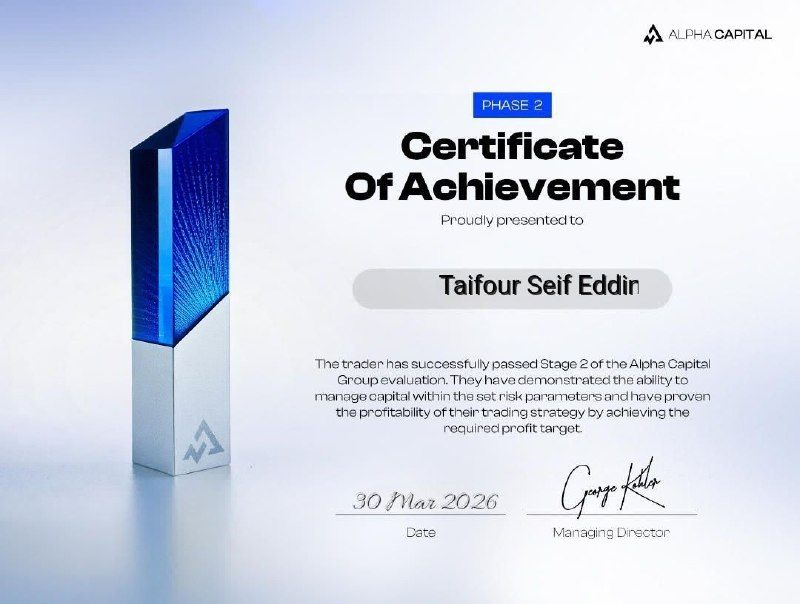 ALPHA CAPITAL
PHASE 2
Certificate
Of Achievement
Proudly presented to
Taifour Seif Eddin
The trader has successfully passed Stage 2 of the Alpha Capital
Group evaluation. They have demonstrated the ability to
manage capital within the set risk parameters and have proven
the profitability of their trading strategy by achieving the
required profit target.
30 Mar 2026
George Kohler
Date
Managing Director